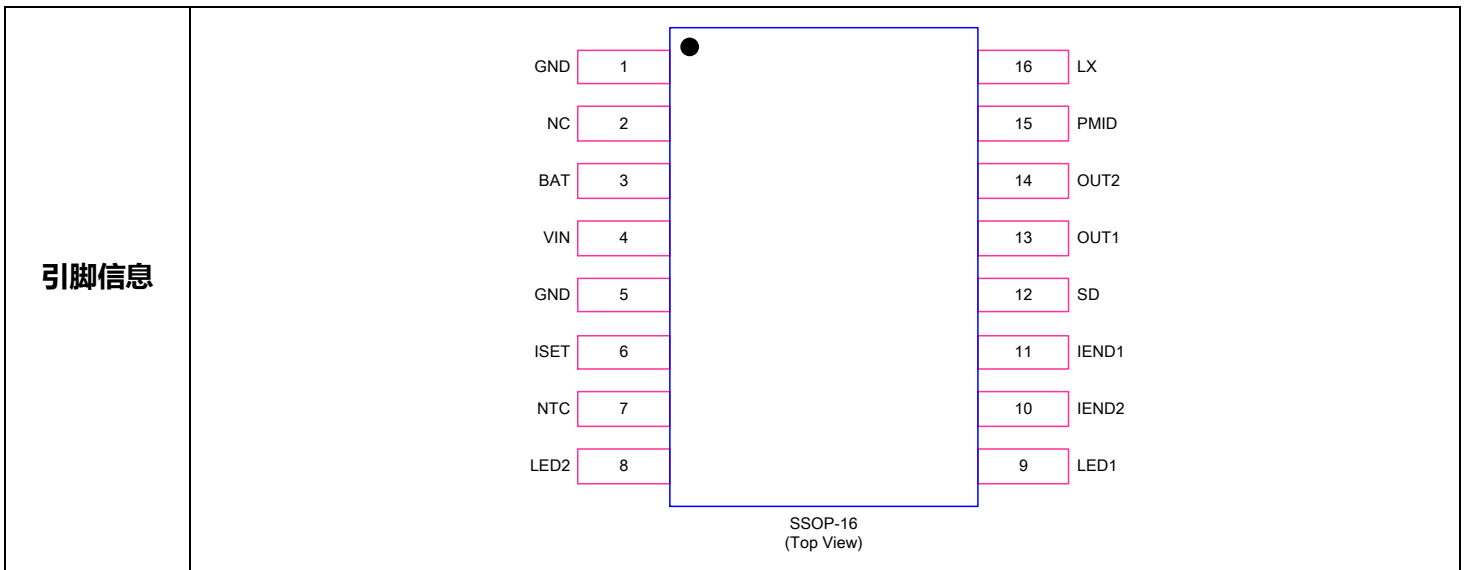 引脚信息
GND 1 16 LX
NC 2 15 PMID
BAT 3 14 OUT2
VIN 4 13 OUT1
GND 5 12 SD
ISET 6 11 IEND1
NTC 7 10 IEND2
LED2 8 9 LED1
SSOP-16
(Top View)